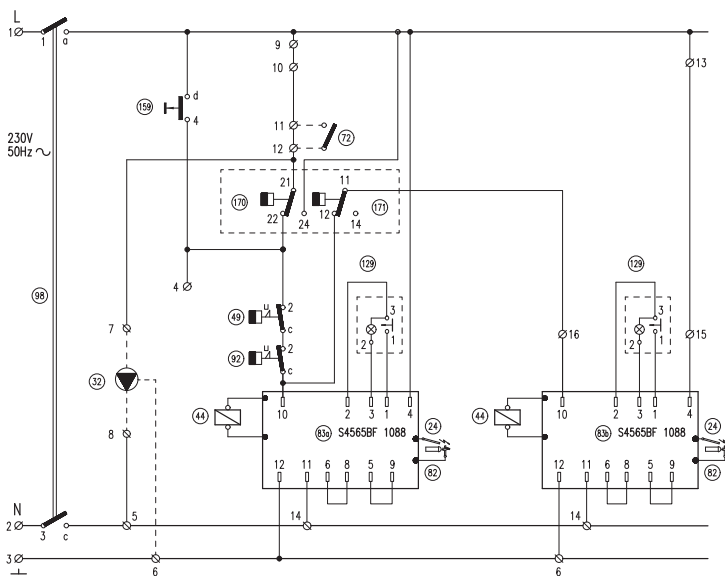 L
1
1 a
9
10
13
d
159
4
11
72
12
230V
50Hz
21 11
170
171
22 24 12 14
4
98
129 129
u 2
49
c
3 3
7
u 2
92
c
2 1
2 1
16 15
32
44
10 2 3 1 4
83a S4565BF 1088
24
82
44
10 2 3 1 4
83b S4565BF 1088
24
82
8
12 11 6 8 5 9
12 11 6 8 5 9
N
2
3 c
5
14 14
3
6 6